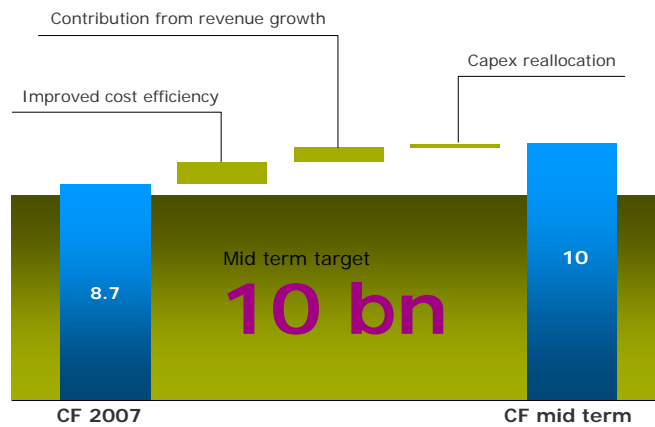 Contribution from revenue growth
Capex reallocation
Improved cost efficiency
Mid term target
10 bn
10
8.7
CF 2007
CF mid term